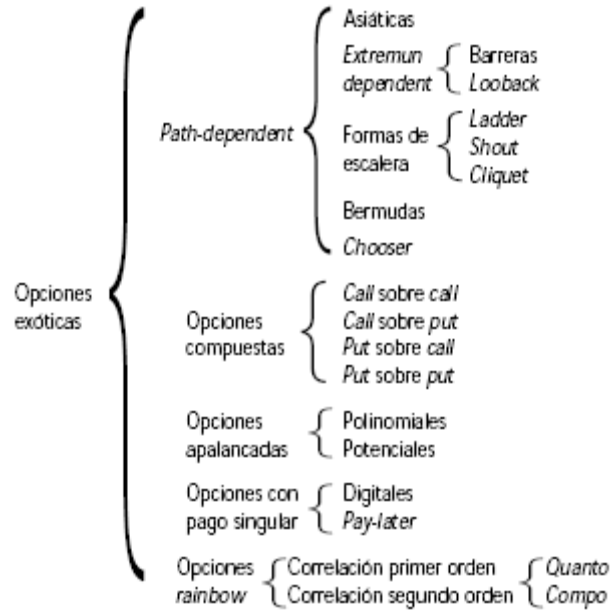 Asiáticas
Extremun
dependent
Barreras
Looback
Path-dependent
Formas de
escalera
Ladder
Shout
Cliquet
Bermudas
Chooser
Opciones
exóticas
Opciones
compuestas
Call sobre call
Call sobre put
Put sobre call
Put sobre put
Opciones
apalancadas
Polinomiales
Potenciales
Opciones con
pago singular
Digitales
Pay-later
Opciones
rainbow
Correlación primer orden
Correlación segundo orden
Quanto
Compo